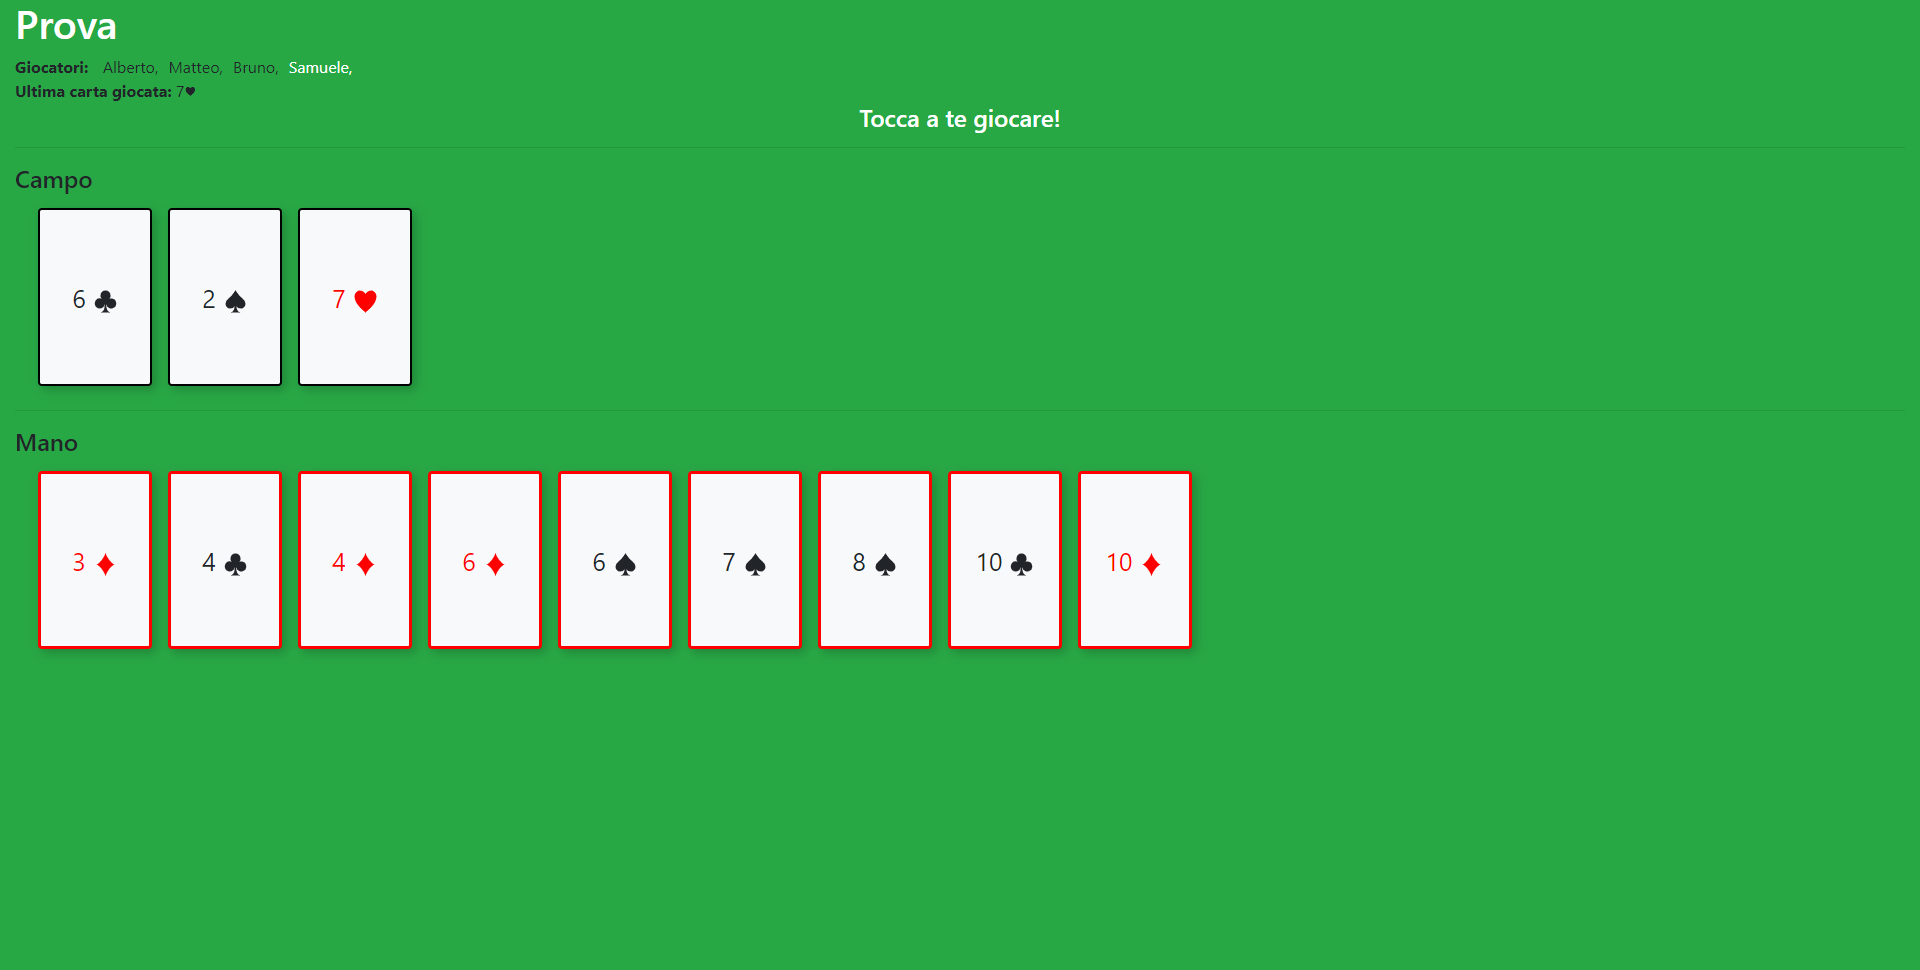 Prova
Giocatori: Alberto, Matteo, Bruno, Samuele,
Ultima carta giocata: 7♥
Tocca a te giocare!
Campo
6 ♣ 2 ♠ 7 ♥
Mano
3 ♦ 4 ♣ 4 ♦ 6 ♦ 6 ♠ 7 ♠ 8 ♠ 10 ♣ 10 ♦